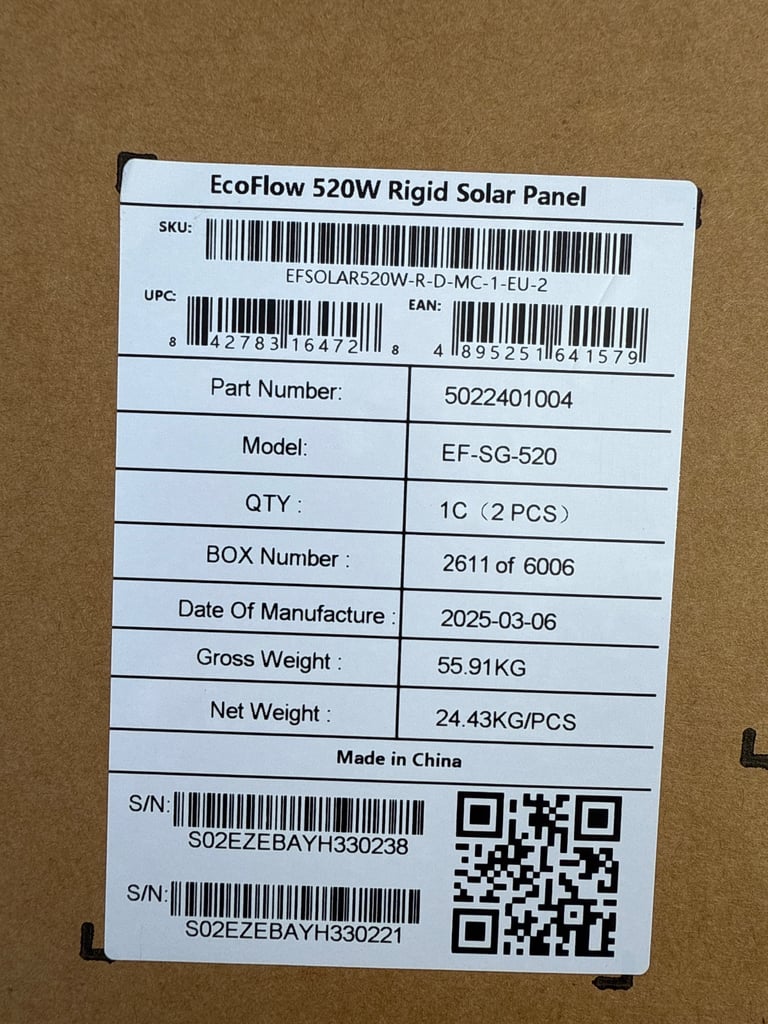 EcoFlow 520W Rigid Solar Panel
SKU:
EFSOLAR520W-R-D-MC-1-EU-2
UPC: EAN:
8 42783 16472 8 4 895251 641579
Part Number: 5022401004
Model: EF-SG-520
QTY : 1C（2 PCS）
BOX Number : 2611 of 6006
Date Of Manufacture : 2025-03-06
Gross Weight : 55.91KG
Net Weight : 24.43KG/PCS
Made in China
S/N:
S02EZEBAYH330238
S/N:
S02EZEBAYH330221